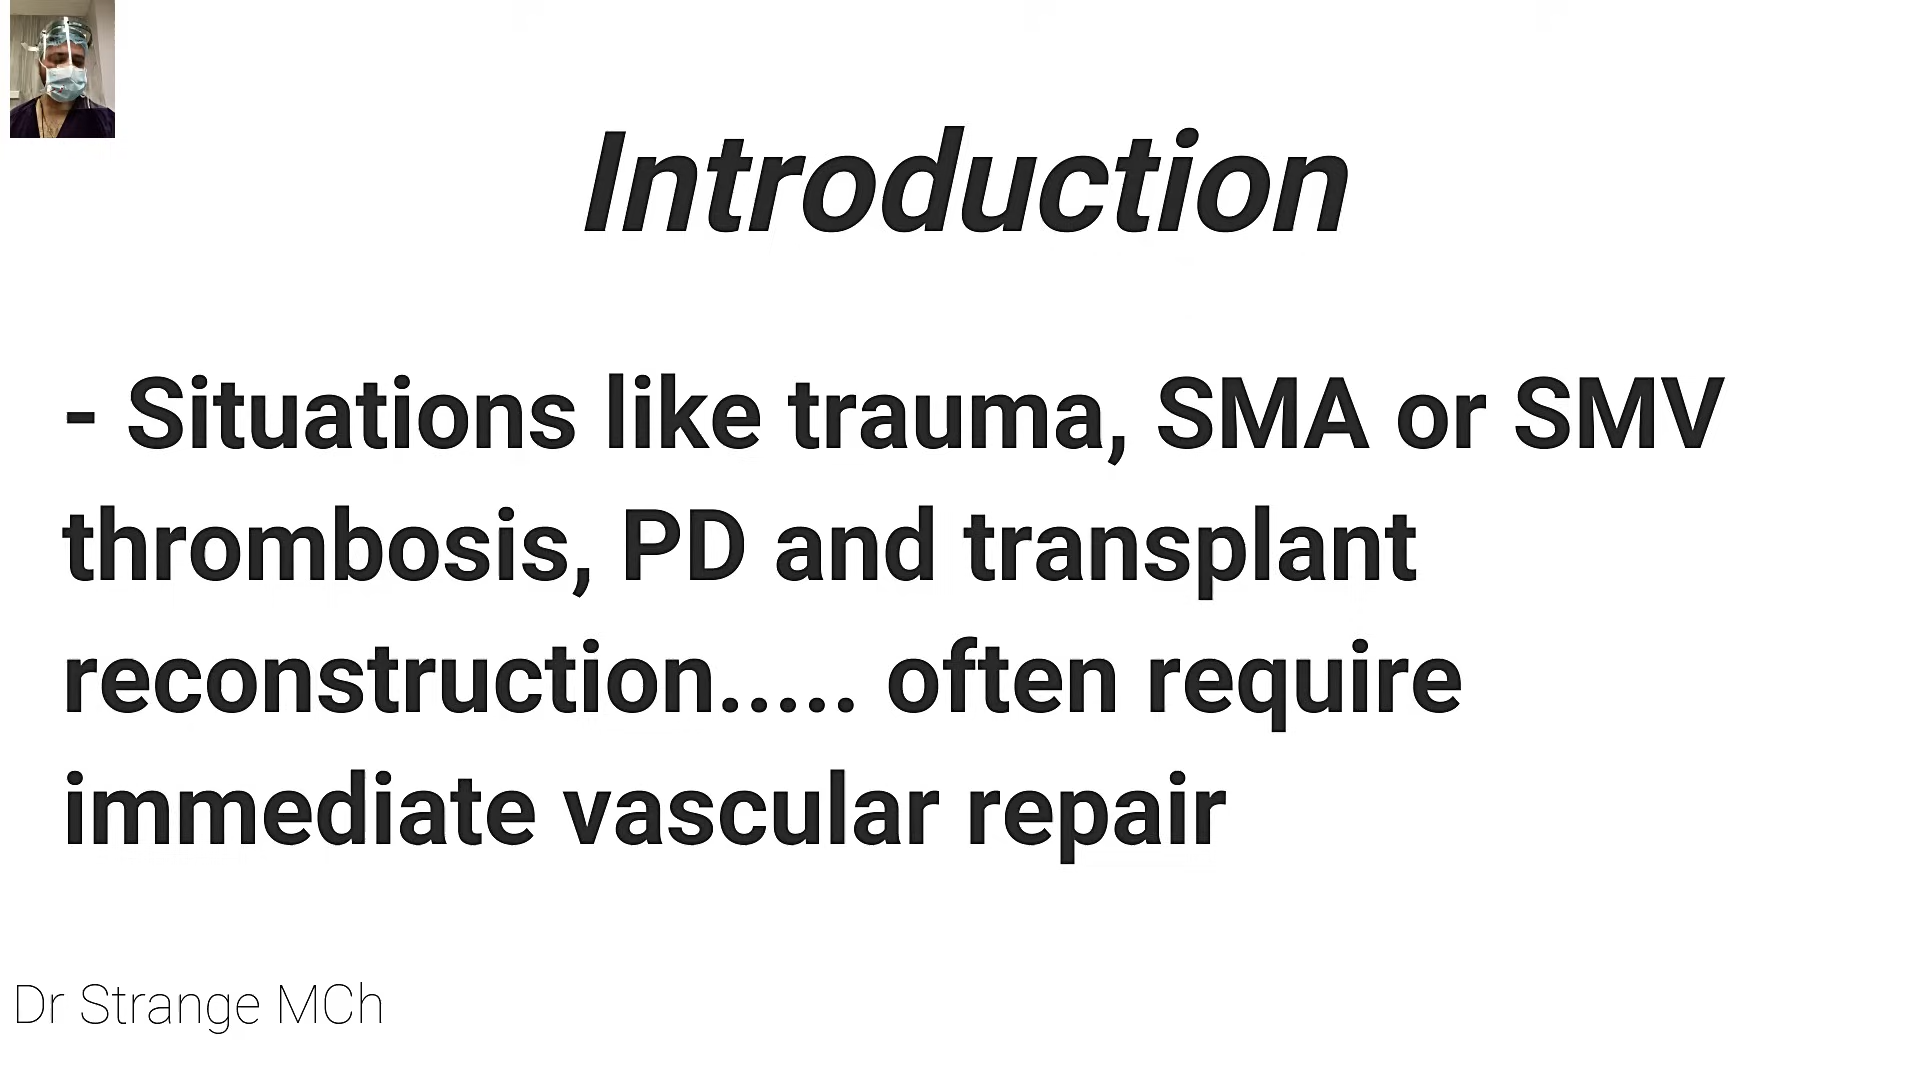 Introduction
- Situations like trauma, SMA or SMV
thrombosis, PD and transplant
reconstruction..... often require
immediate vascular repair
Dr Strange MCh